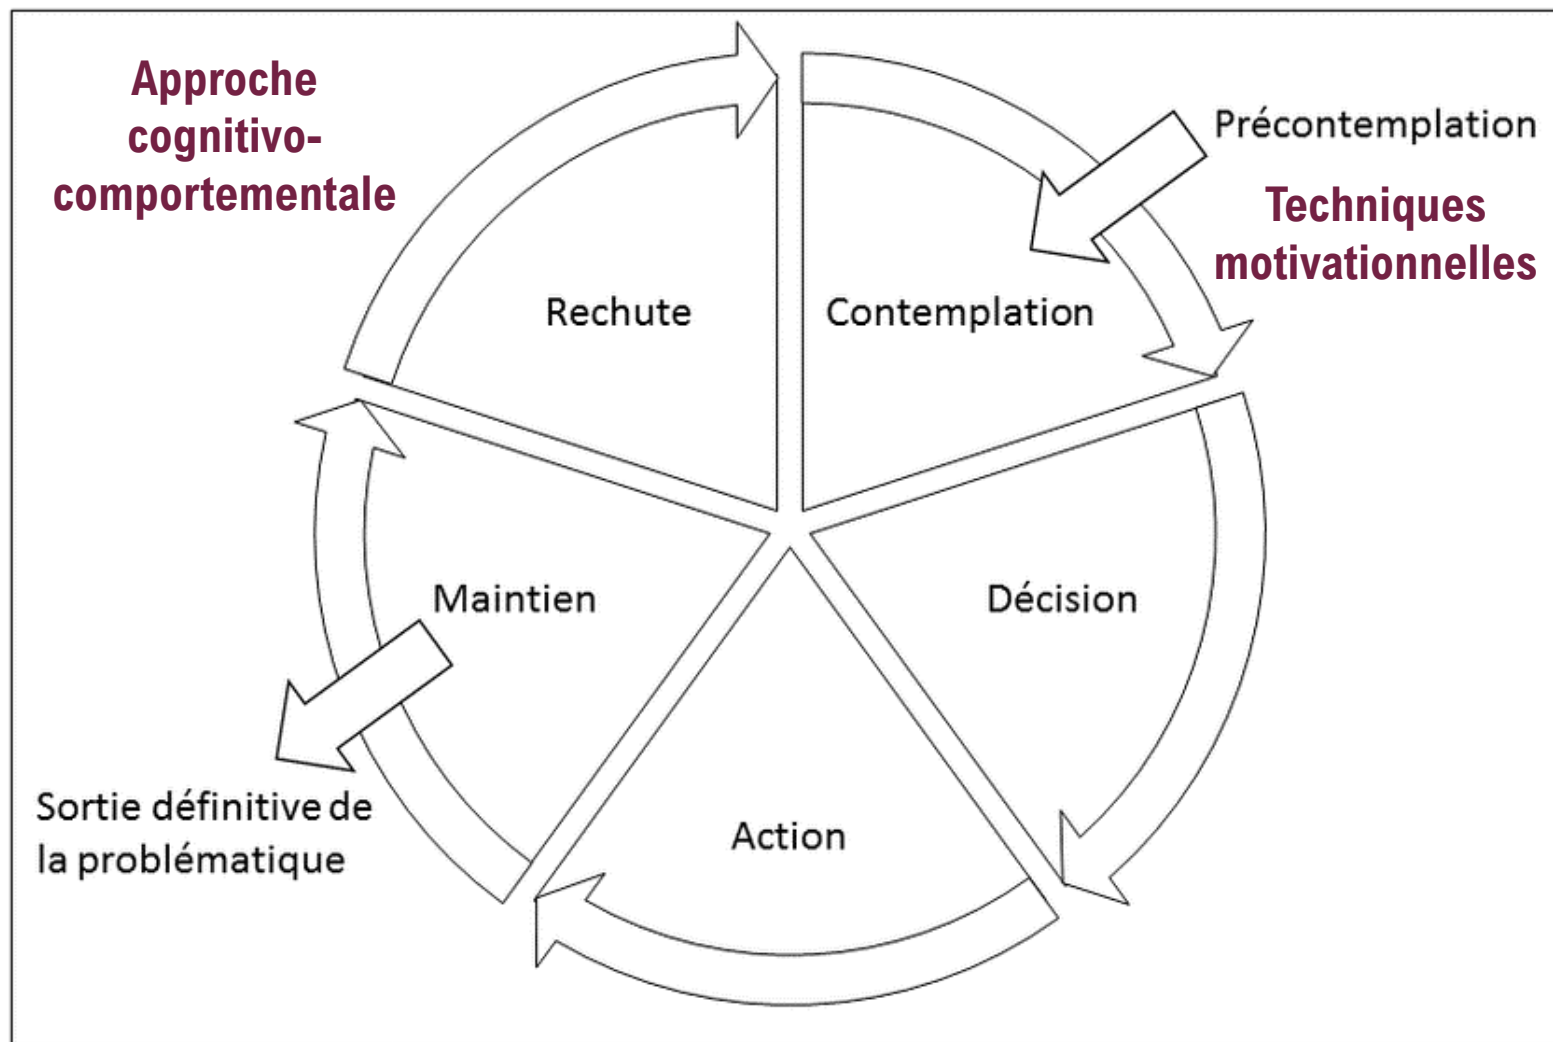 Approche
cognitivo-
comportementale
Précontemplation
Techniques
motivationnelles
Rechute
Contemplation
Maintien
Décision
Sortie définitive de
la problématique
Action